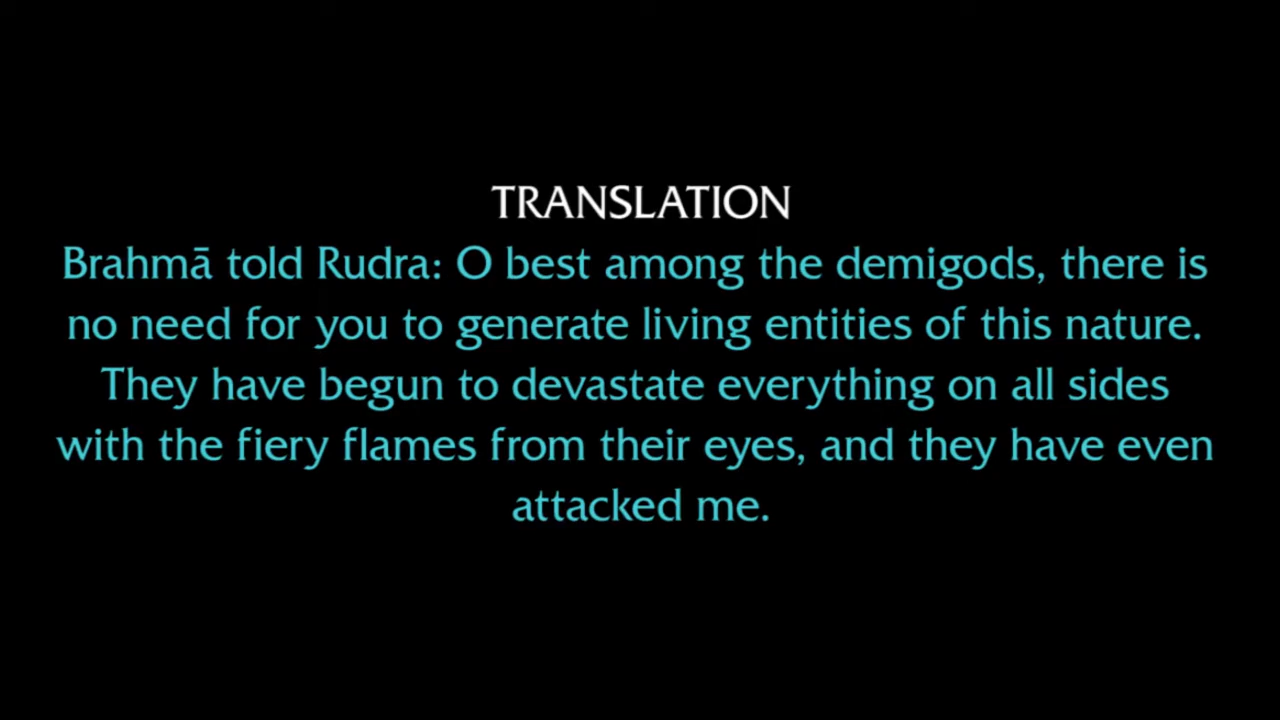 TRANSLATION
Brahmā told Rudra: O best among the demigods, there is
no need for you to generate living entities of this nature.
They have begun to devastate everything on all sides
with the fiery flames from their eyes, and they have even
attacked me.